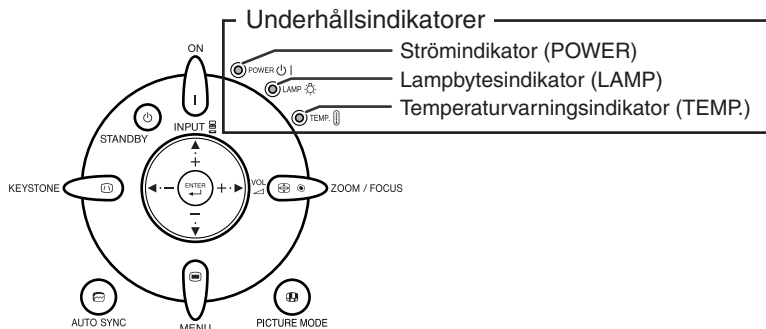 Underhållsindikatorer
ON
POWER
Strömindikator (POWER)
LAMP
Lampbytesindikator (LAMP)
TEMP.
Temperaturvarningsindikator (TEMP.)
STANDBY
INPUT
KEYSTONE
ENTER
VOL
ZOOM / FOCUS
AUTO SYNC
MENU
PICTURE MODE